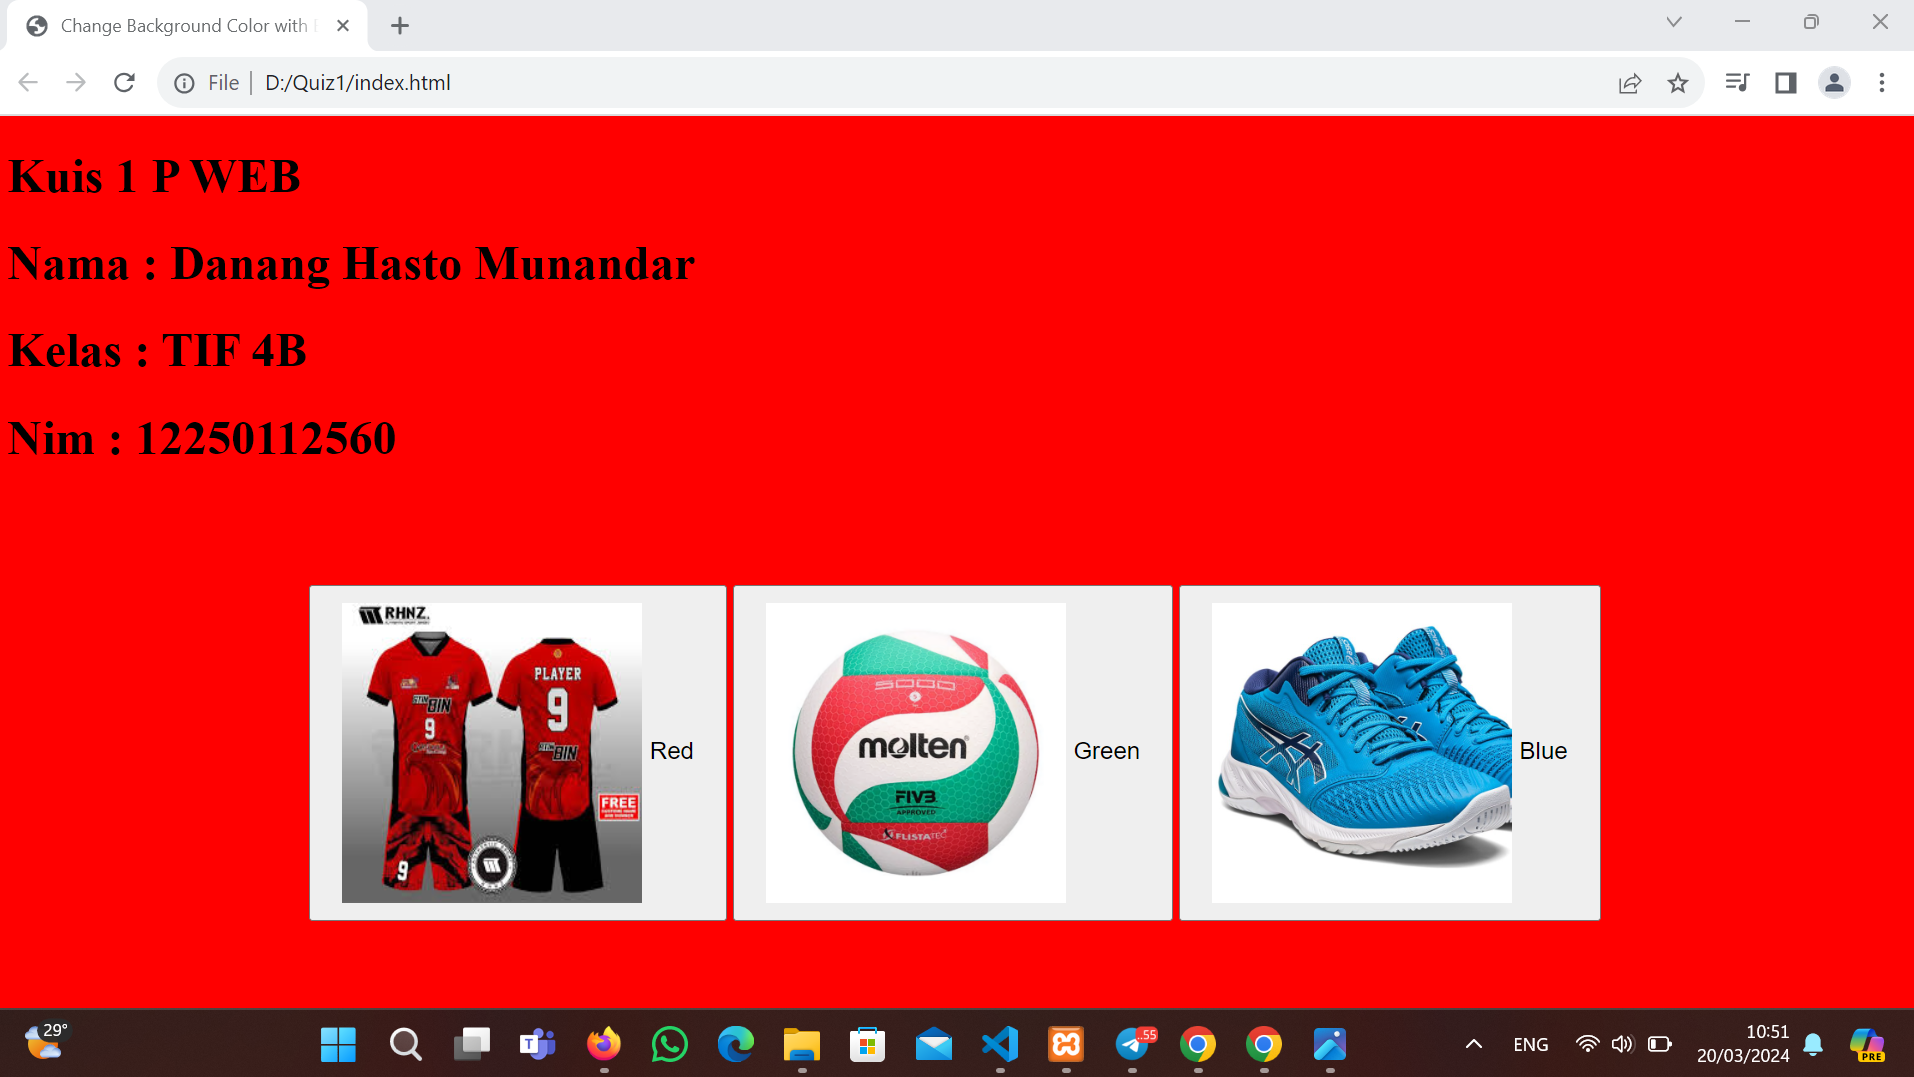 Change Background Color with
File
D:/Quiz1/index.html
Kuis 1 P WEB
Nama : Danang Hasto Munandar
Kelas : TIF 4B
Nim : 12250112560
RHNZ.
PLAYER
9
BIN
9
BIN
FREE
9
Red
5000
molten
FIVB
APPROVED
FLISTATEC
Green
Blue
29°
T
..55
ENG
10:51
20/03/2024
PRE